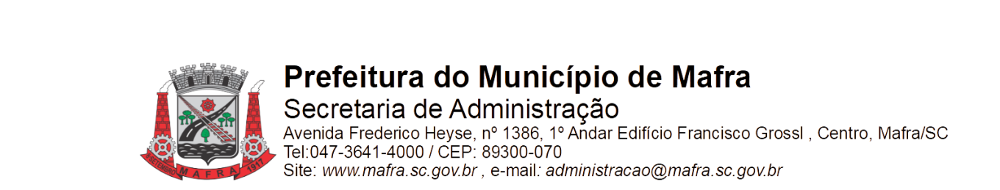 Prefeitura do Município de Mafra
Secretaria de Administração
Avenida Frederico Heyse, nº 1386, 1º Andar Edifício Francisco Grossl , Centro, Mafra/SC
Tel:047-3641-4000 / CEP: 89300-070
Site: www.mafra.sc.gov.br , e-mail: administracao@mafra.sc.gov.br
8 SETEMBRO MAFRA 1917